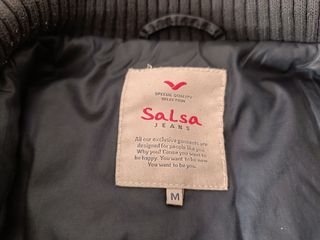 SPECIAL QUALITY
SELECTION
SaLsa
JEANS
All our exclusive garments are
designed for people like you.
Why you? Cause you want to
be happy. You want to be new.
You want to be you.
M